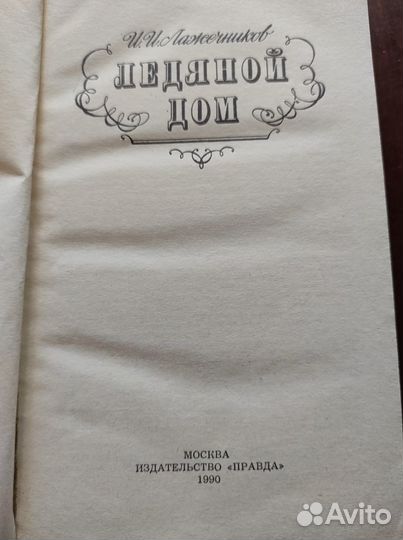 И.И. Лажечников
ЛЕДЯНОЙ
ДОМ
МОСКВА
ИЗДАТЕЛЬСТВО «ПРАВДА»
1990
Avito